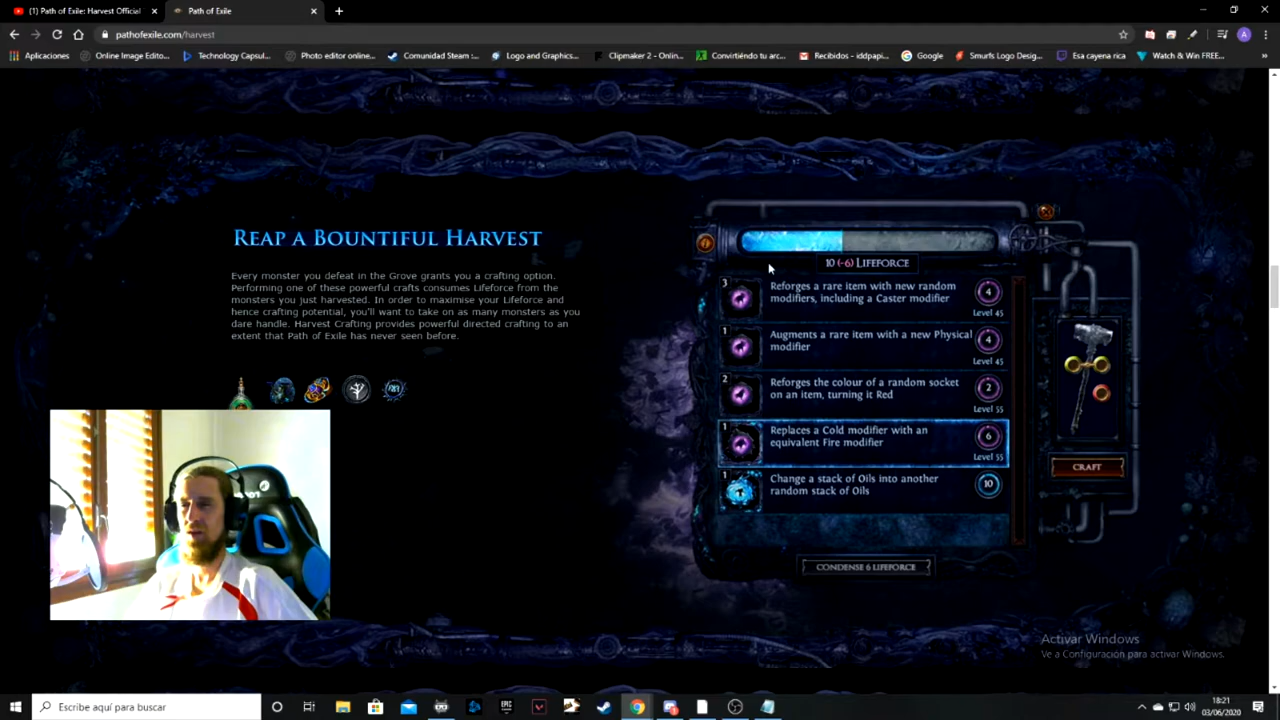 (1) Path of Exile: Harvest Official
Path of Exile
pathofexile.com/harvest
A
Aplicaciones
Online Image Edito...
Technology Capsul...
Photo editor online...
Comunidad Steam :...
Logo and Graphics...
Clipmaker 2 - Onlin...
Convirtiéndo tu arc...
Recibidos - iddpapi...
Google
Smurfs Logo Desig...
Esa cayena rica
Watch & Win FREE...
Reap a Bountiful Harvest
Every monster you defeat in the Grove grants you a crafting option.
Performing one of these powerful crafts consumes Lifeforce from the
monsters you just harvested. In order to maximise your Lifeforce and
hence crafting potential, you'll want to take on as many monsters as you
dare handle. Harvest Crafting provides powerful directed crafting to an
extent that Path of Exile has never seen before.
10 (-6) Lifeforce
3
Reforges a rare item with new random
modifiers, including a Caster modifier
4
Level 45
1
Augments a rare item with a new Physical
modifier
4
Level 45
2
Reforges the colour of a random socket
on an item, turning it Red
2
Level 55
1
Replaces a Cold modifier with an
equivalent Fire modifier
6
Level 55
1
Change a stack of Oils into another
random stack of Oils
10
CRAFT
CONDENSE 6 LIFEFORCE
Activar Windows
Ve a Configuración para activar Windows.
Escribe aquí para buscar
EPIC
18:21
03/06/2020